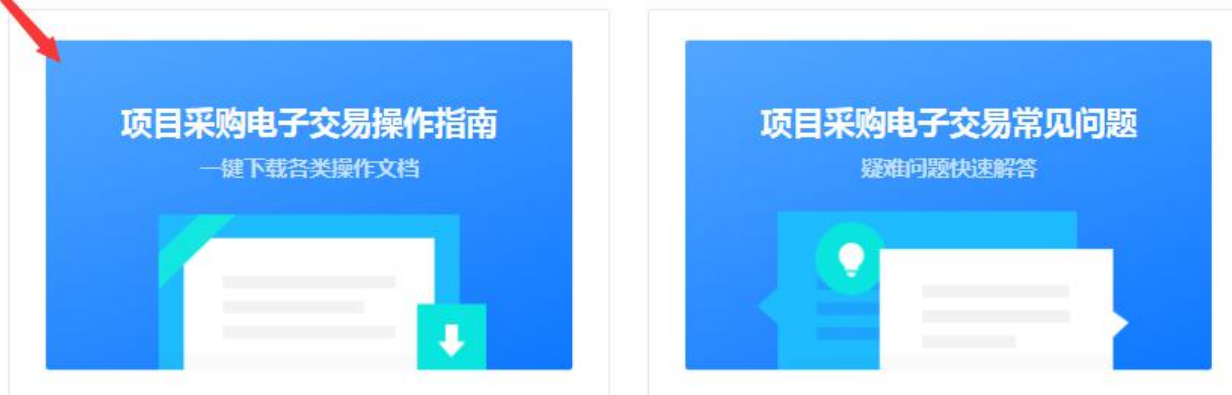 项目采购电子交易操作指南
一键下载各类操作文档
项目采购电子交易常见问题
疑难问题快速解答